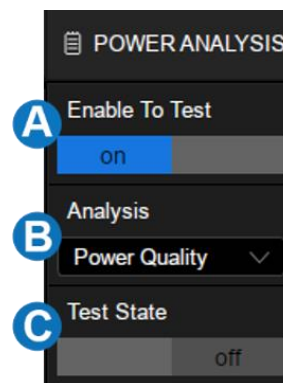 POWER ANALYSIS
A
Enable To Test
on
B
Analysis
Power Quality
C
Test State
off